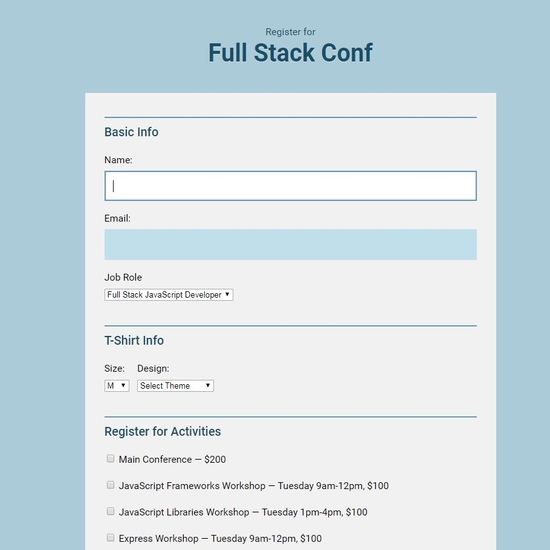 Register for
Full Stack Conf
Basic Info
Name:
Email:
Job Role
Full Stack JavaScript Developer
T-Shirt Info
Size: Design:
M Select Theme
Register for Activities
Main Conference — $200
JavaScript Frameworks Workshop — Tuesday 9am-12pm, $100
JavaScript Libraries Workshop — Tuesday 1pm-4pm, $100
Express Workshop — Tuesday 9am-12pm, $100